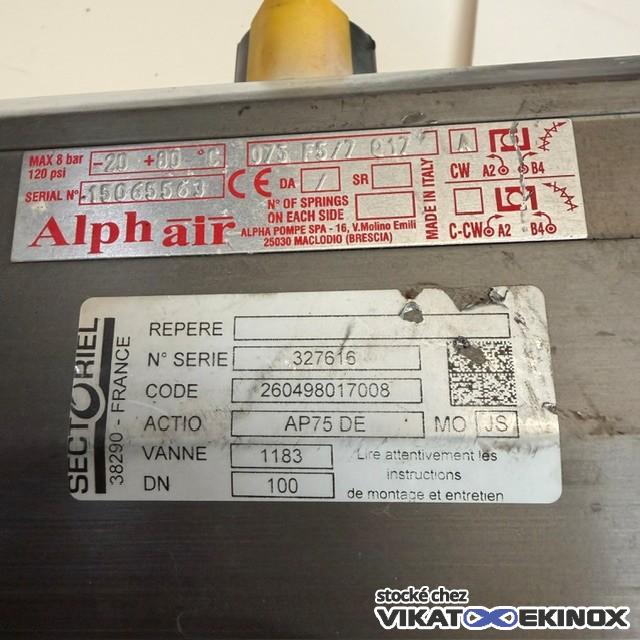 MAX 8 bar
120 psi
-20 +80 °C
075 F5/7 Q17
A
CW A2 B4
SERIAL N°
15065563
CE
DA /
SR
N° OF SPRINGS
ON EACH SIDE
MADE IN ITALY
C-CW A2 B4
Alphair
ALPHA POMPE SPA - 16, V.Molino Emili
25030 MACLODIO (BRESCIA)
SECTORIEL
38290 - FRANCE
REPERE
N° SERIE 327616
CODE 260498017008
ACTIO AP75 DE MO JS
VANNE 1183
DN 100
Lire attentivement les
instructions
de montage et entretien
stocké chez
VIKATOO EKINOX